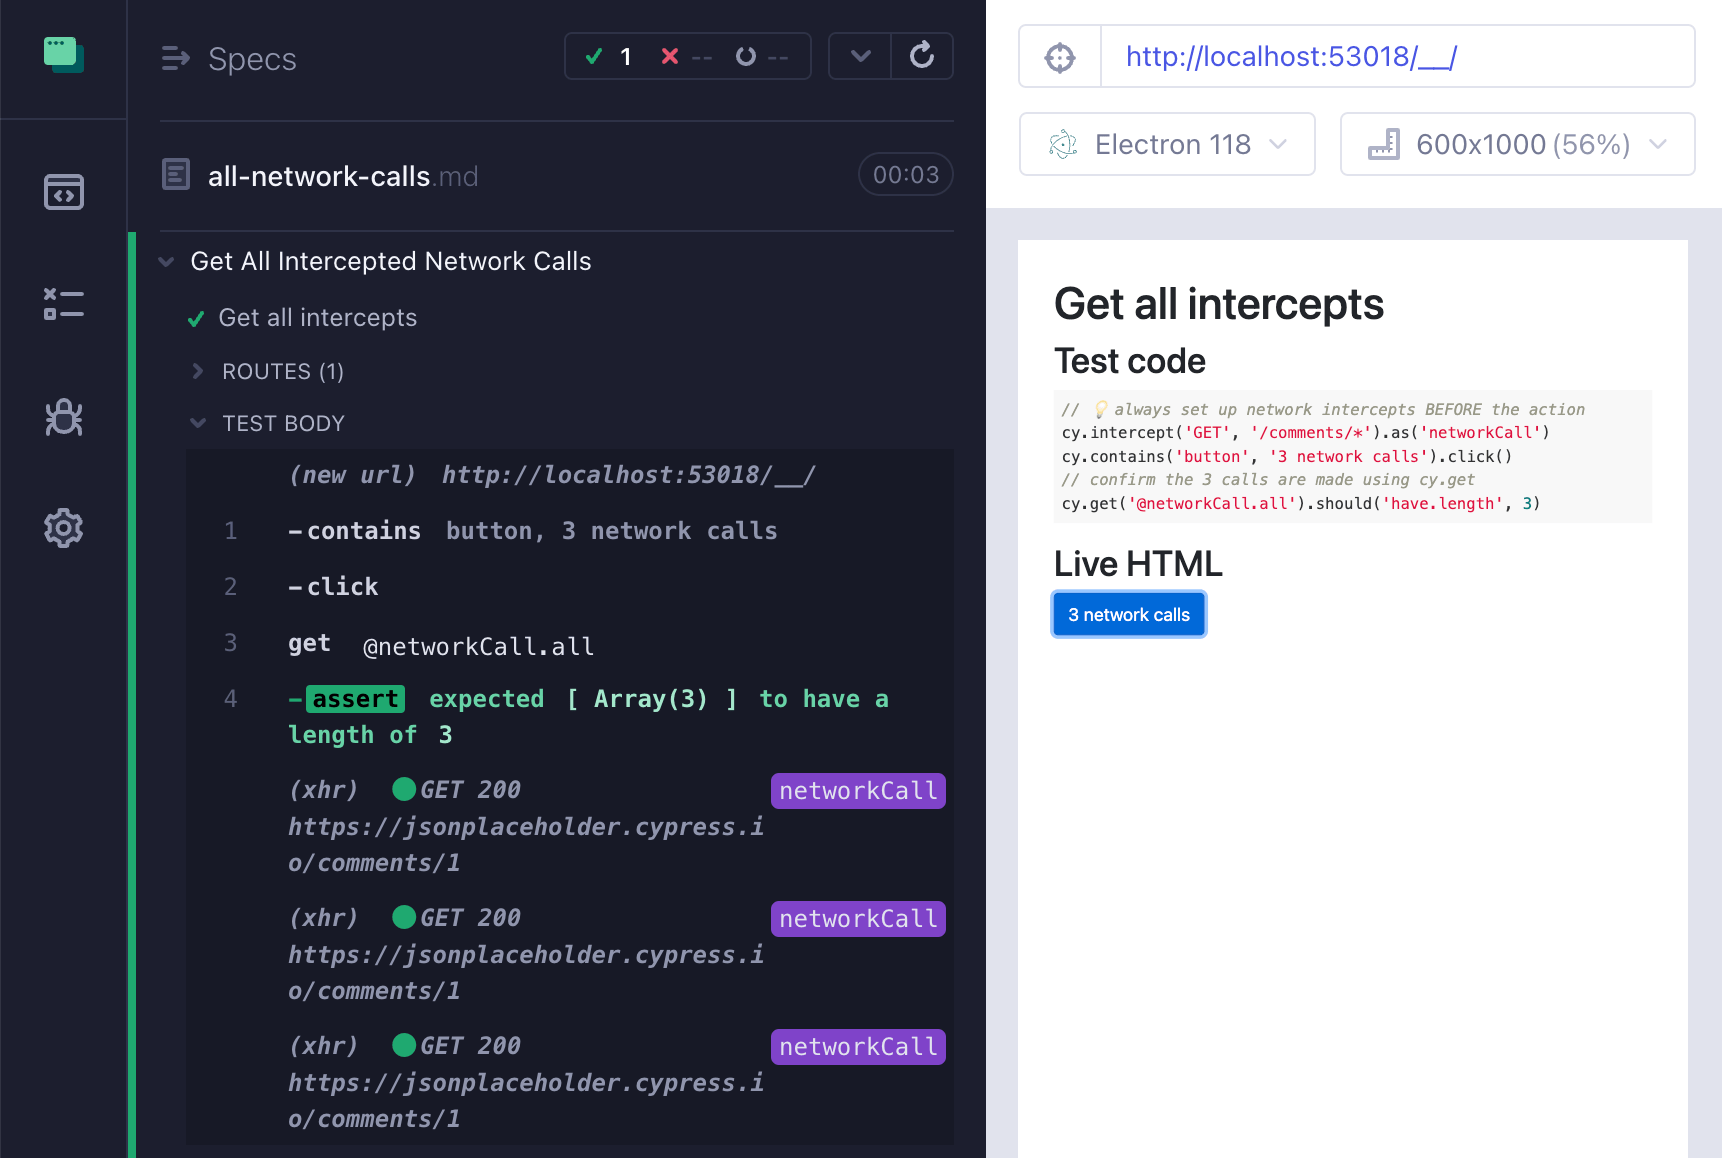 Specs
1 -- --
all-network-calls.md
00:03
Get All Intercepted Network Calls
Get all intercepts
ROUTES (1)
TEST BODY
(new url) http://localhost:53018/__/
1 -contains button, 3 network calls
2 -click
3 get @networkCall.all
4 -assert expected [ Array(3) ] to have a
length of 3
(xhr) GET 200 networkCall
https://jsonplaceholder.cypress.i
o/comments/1
(xhr) GET 200 networkCall
https://jsonplaceholder.cypress.i
o/comments/1
(xhr) GET 200 networkCall
https://jsonplaceholder.cypress.i
o/comments/1
http://localhost:53018/__/
Electron 118
600x1000 (56%)
Get all intercepts
Test code
// 💡 always set up network intercepts BEFORE the action
cy.intercept('GET', '/comments/*').as('networkCall')
cy.contains('button', '3 network calls').click()
// confirm the 3 calls are made using cy.get
cy.get('@networkCall.all').should('have.length', 3)
Live HTML
3 network calls